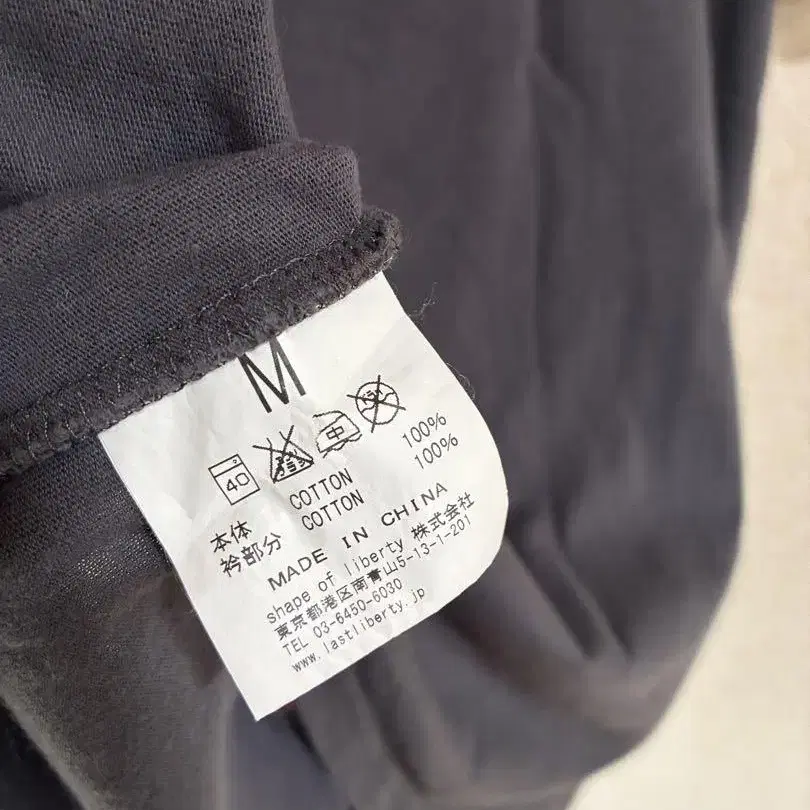 M
40
本体 COTTON 100%
衿部分 COTTON 100%
MADE IN CHINA
shape of liberty 株式会社
東京都港区南青山5-13-1-201
TEL 03-6450-6030
www.lastliberty.jp